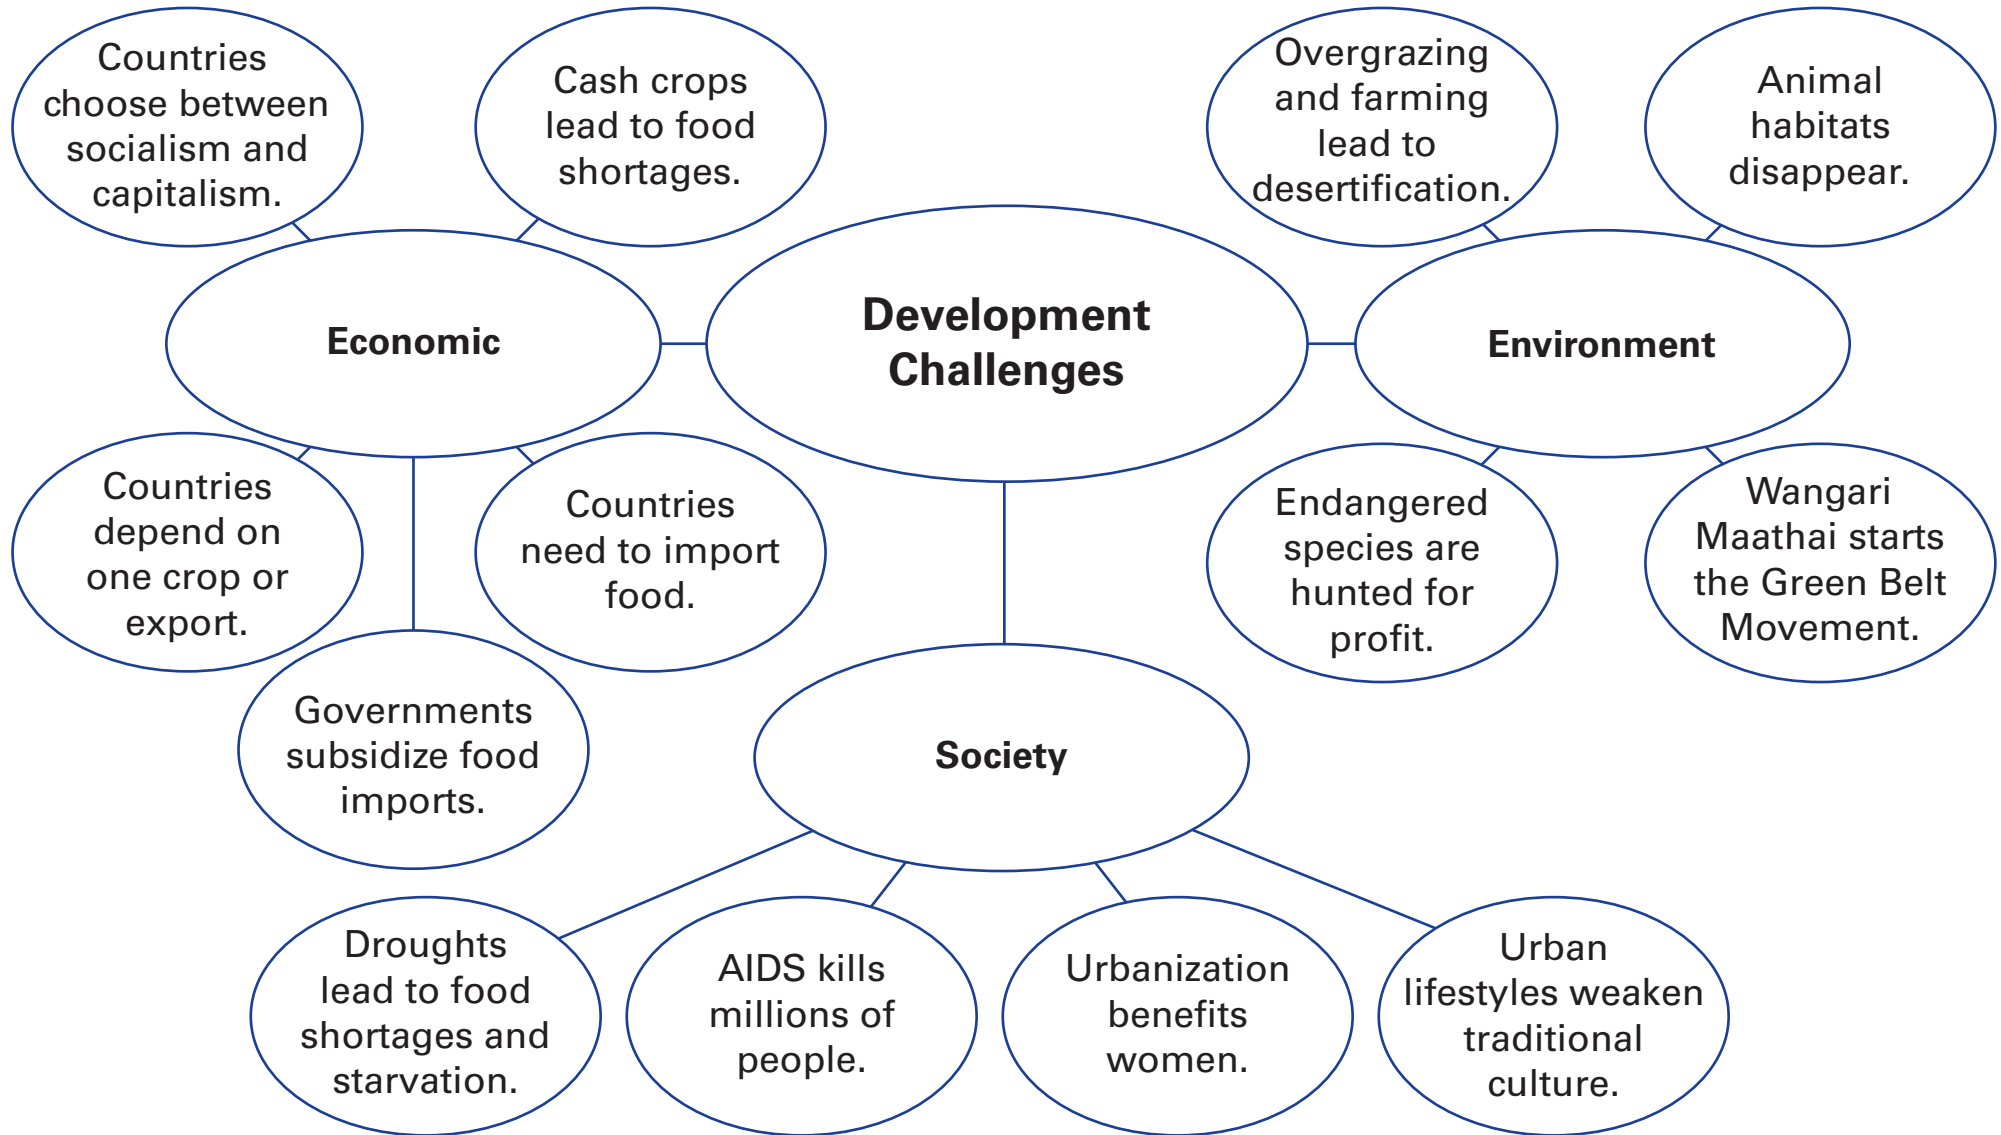 Countries
choose between
socialism and
capitalism.
Cash crops
lead to food
shortages.
Overgrazing
and farming
lead to
desertification.
Animal
habitats
disappear.
Economic
Development
Challenges
Environment
Countries
depend on
one crop or
export.
Countries
need to import
food.
Endangered
species are
hunted for
profit.
Wangari
Maathai starts
the Green Belt
Movement.
Governments
subsidize food
imports.
Society
Droughts
lead to food
shortages and
starvation.
AIDS kills
millions of
people.
Urbanization
benefits
women.
Urban
lifestyles weaken
traditional
culture.